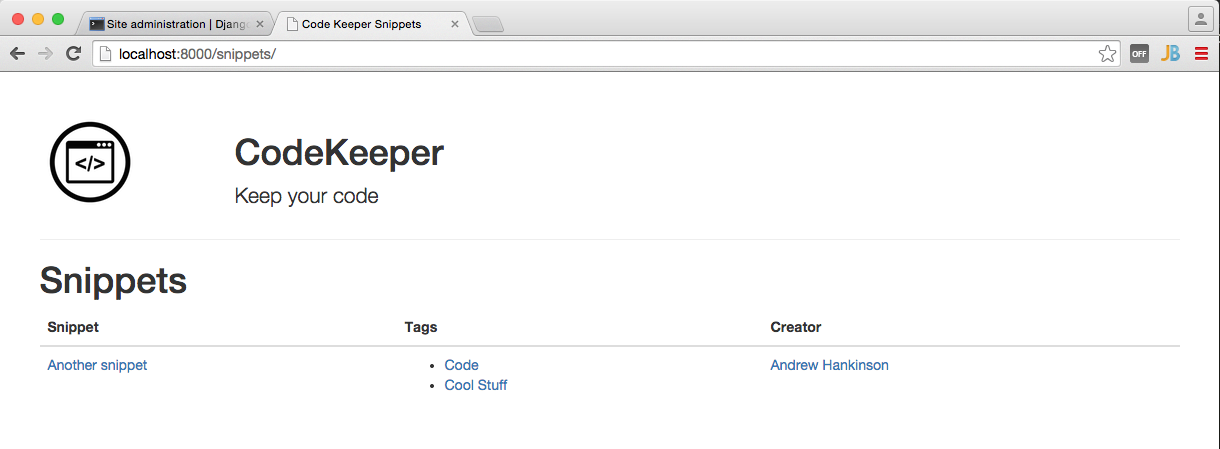 Site administration | Djang
Code Keeper Snippets
localhost:8000/snippets/
OFF
JB
</>
CodeKeeper
Keep your code
Snippets
Snippet Tags Creator
Another snippet Code Andrew Hankinson
Cool Stuff